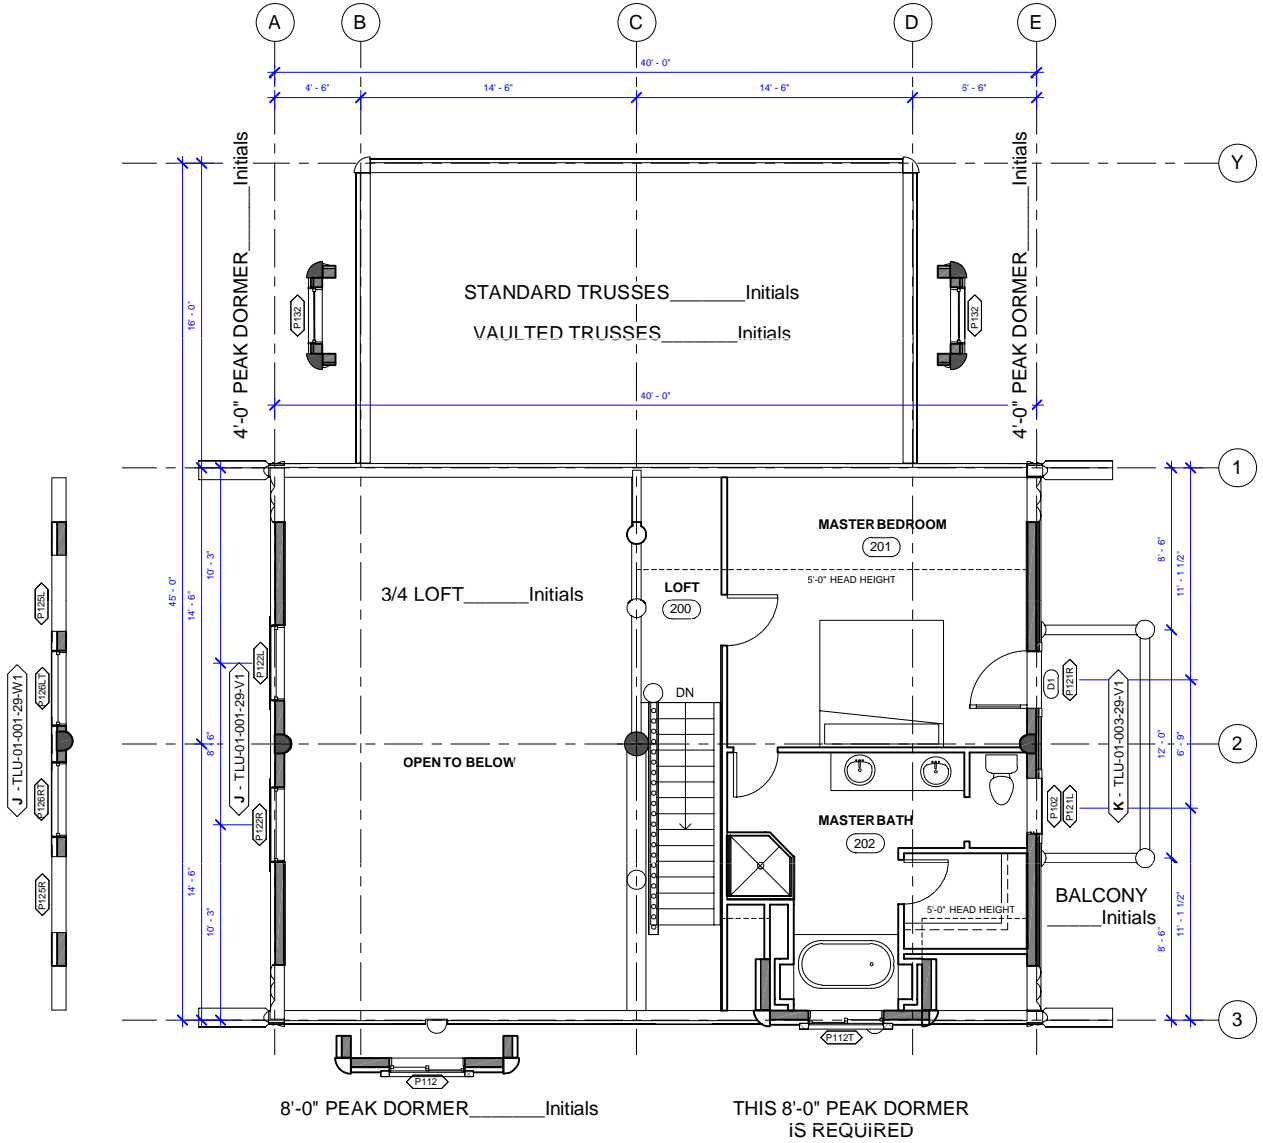 A B C D E
40' - 0"
4' - 6" 14' - 6" 14' - 6" 6' - 6"
Y
4'-0" PEAK DORMER_____Initials
4'-0" PEAK DORMER_____Initials
16' - 0"
P132
P132
STANDARD TRUSSES_______Initials
VAULTED TRUSSES_______Initials
40' - 0"
1
MASTER BEDROOM
201
5'-0" HEAD HEIGHT
LOFT
200
3/4 LOFT______Initials
45' - 0"
14' - 6"
10' - 3"
8' - 6"
11' - 1 1/2"
P125L
P126LT
J - TLU-01-001-29-W1
P126RT
P125R
P122L
J - TLU-01-001-29-V1
8' - 6"
P122R
DN
D1
P121R
K - TLU-01-003-29-V1
12' - 0"
6' - 9"
2
OPEN TO BELOW
P102
P121L
MASTER BATH
202
14' - 6"
10' - 3"
5'-0" HEAD HEIGHT
BALCONY
______Initials
8' - 6"
11' - 1 1/2"
3
P112T
P112
8'-0" PEAK DORMER_______Initials
THIS 8'-0" PEAK DORMER
IS REQUIRED